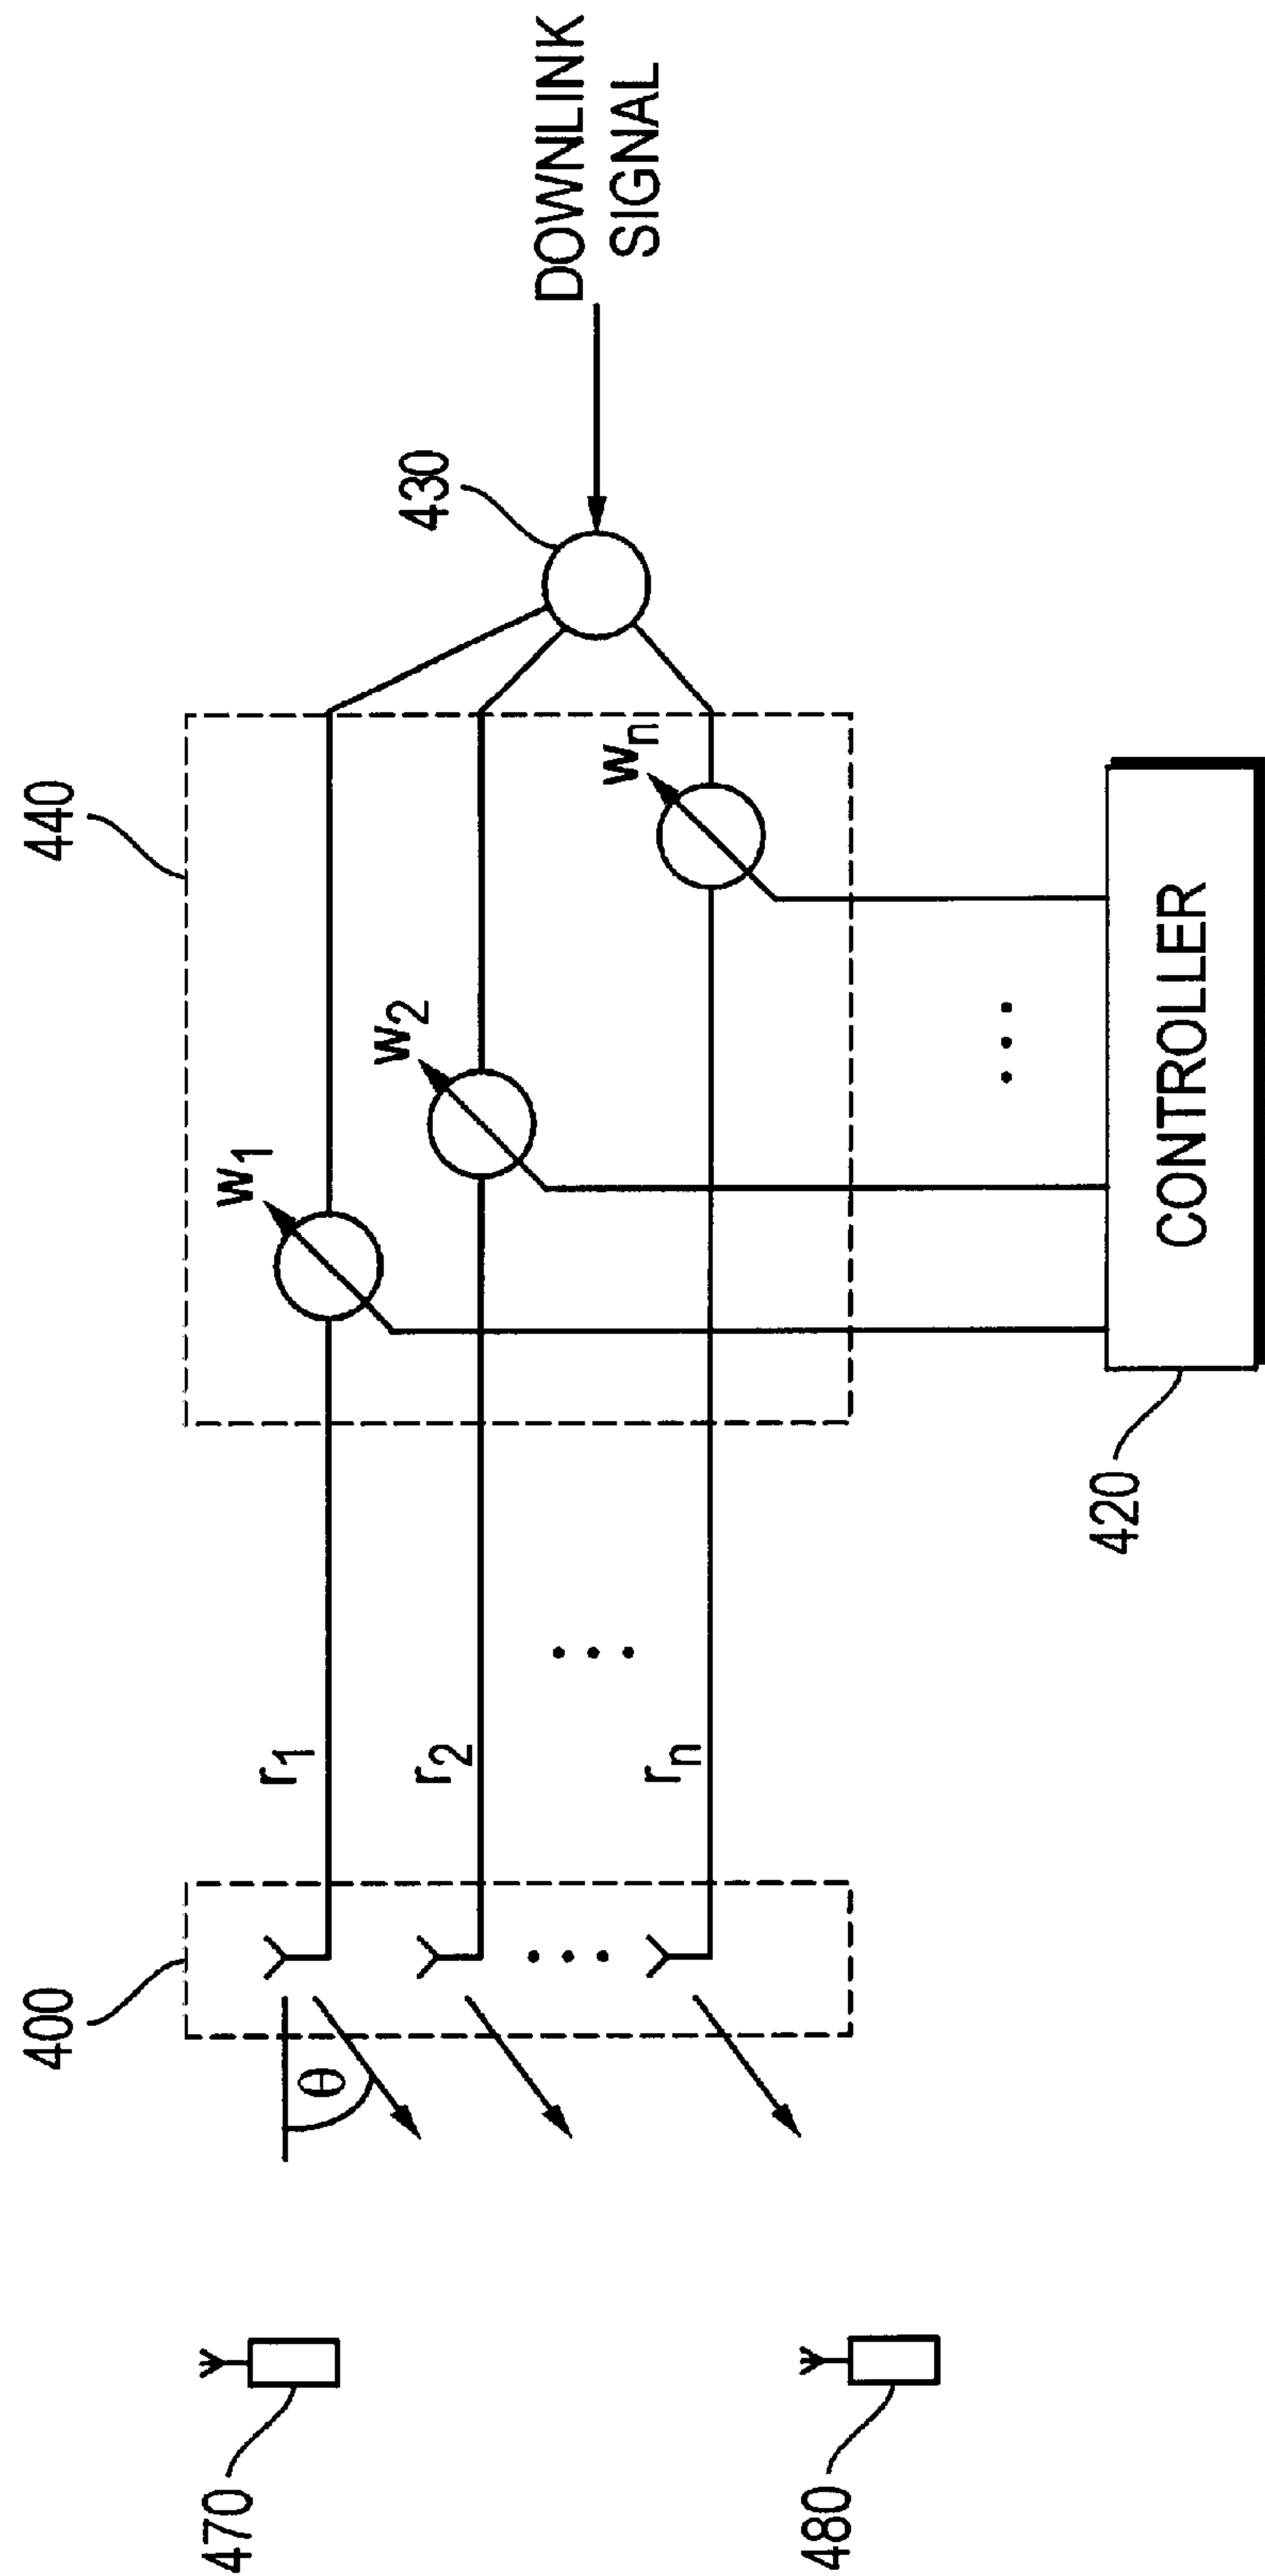 440
430
DOWNLINK
SIGNAL
400
w1
w2
wn
r1
r2
rn
θ
470
480
420
CONTROLLER